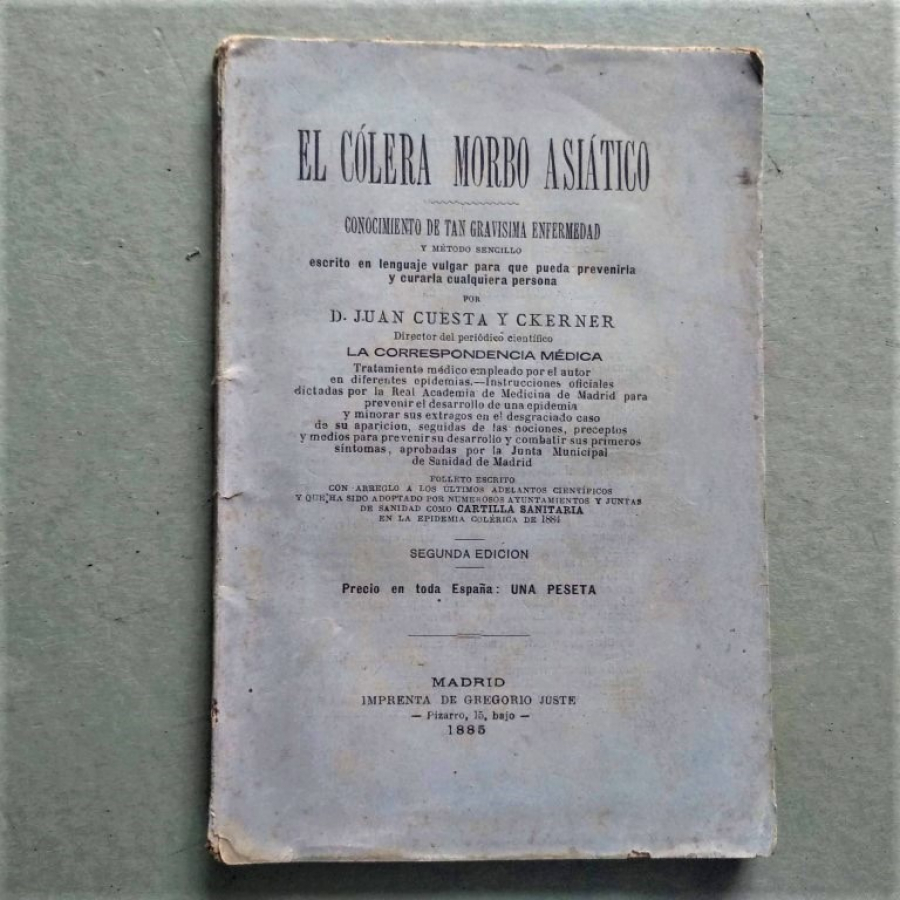 EL CÓLERA MORBO ASIÁTICO
CONOCIMIENTO DE TAN GRAVISIMA ENFERMEDAD
Y MÉTODO SENCILLO
escrito en lenguaje vulgar para que pueda prevenirla
y curarla cualquiera persona
POR
D. JUAN CUESTA Y CKERNER
Director del periódico científico
LA CORRESPONDENCIA MÉDICA
Tratamiento médico empleado por el autor
en diferentes epidemias.—Instrucciones oficiales
dictadas por la Real Academia de Medicina de Madrid para
prevenir el desarrollo de una epidemia
y minorar sus extragos en el desgraciado caso
de su aparicion, seguidas de las nociones, preceptos
y medios para prevenir su desarrollo y combatir sus primeros
síntomas, aprobadas por la Junta Municipal
de Sanidad de Madrid
FOLLETO ESCRITO
CON ARREGLO A LOS ÚLTIMOS ADELANTOS CIENTÍFICOS
Y QUE HA SIDO ADOPTADO POR NUMEROSOS AYUNTAMIENTOS Y JUNTAS
DE SANIDAD COMO CARTILLA SANITARIA
EN LA EPIDEMIA COLÉRICA DE 1884
SEGUNDA EDICION
Precio en toda España: UNA PESETA
MADRID
IMPRENTA DE GREGORIO JUSTE
— Pizarro, 15, bajo —
1885